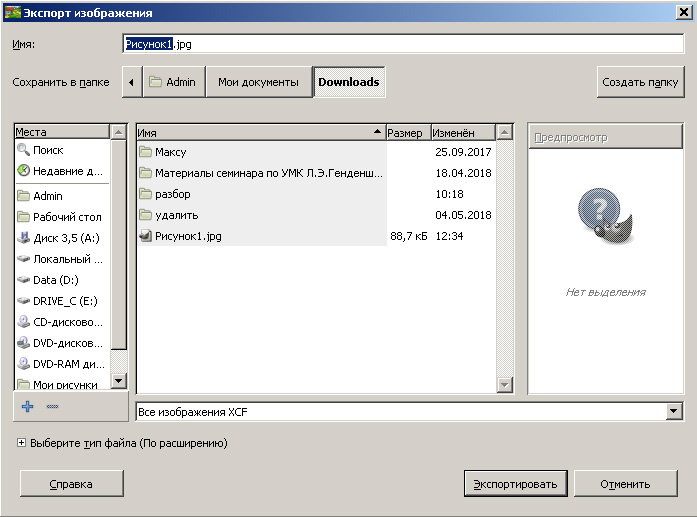 Экспорт изображения
Имя: Рисунок1.jpg
Сохранить в папке Admin Мои документы Downloads Создать папку
Места
Поиск
Недавние д...
Admin
Рабочий стол
Диск 3,5 (A:)
Локальный ...
Data (D:)
DRIVE_C (E:)
CD-дисково...
DVD-дисков...
DVD-RAM ди...
Мои рисунки
Имя Размер Изменён
Максу 25.09.2017
Материалы семинара по УМК Л.Э.Генденш... 18.04.2018
разбор 10:18
удалить 04.05.2018
Рисунок1.jpg 88,7 кБ 12:34
Предпросмотр
Нет выделения
Все изображения XCF
Выберите тип файла (По расширению)
Справка Экспортировать Отменить